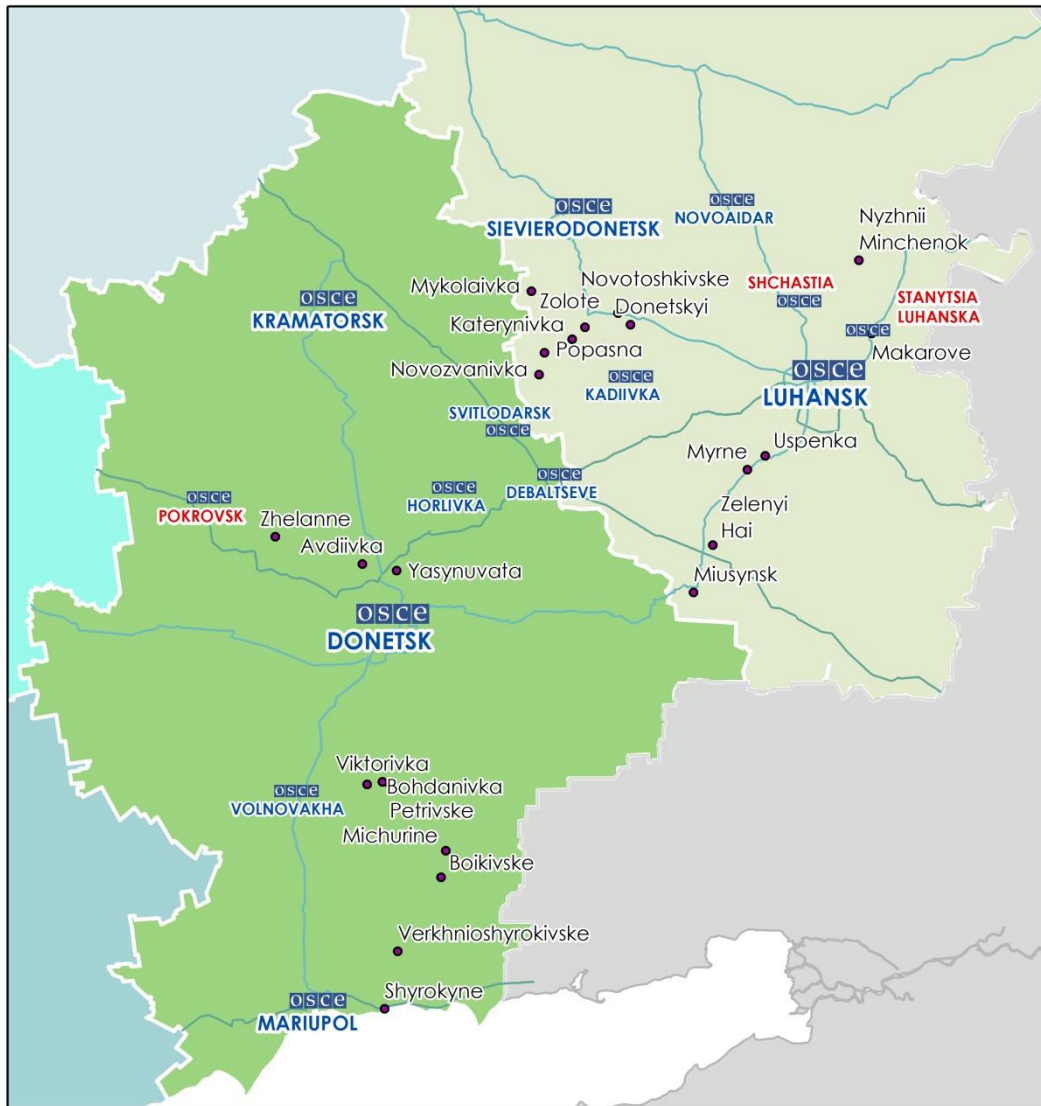 osce
NOVOAIDAR
osce
SIEVIERODONETSK
Nyzhnii
Minchenok
Mykolaivka
Novotoshkivske
Zolote
Donetskyi
SHCHASTIA
osce
STANYTSIA
LUHANSKA
osce
KRAMATORSK
Katerynivka
Popasna
osce
Makarove
Novozvanivka
osce
KADIIVKA
osce
LUHANSK
SVITLODARSK
osce
Myrne
Uspenka
osce
DEBALTSEVE
osce
HORLIVKA
osce
POKROVSK
Zhelanne
Avdiivka
Yasynuvata
Zelenyi
Hai
Miusynsk
osce
DONETSK
Viktorivka
Bohdanivka
Petrivske
osce
VOLNOVAKHA
Michurine
Boikivske
Verkhnioshyrokivske
Shyrokyne
osce
MARIUPOL